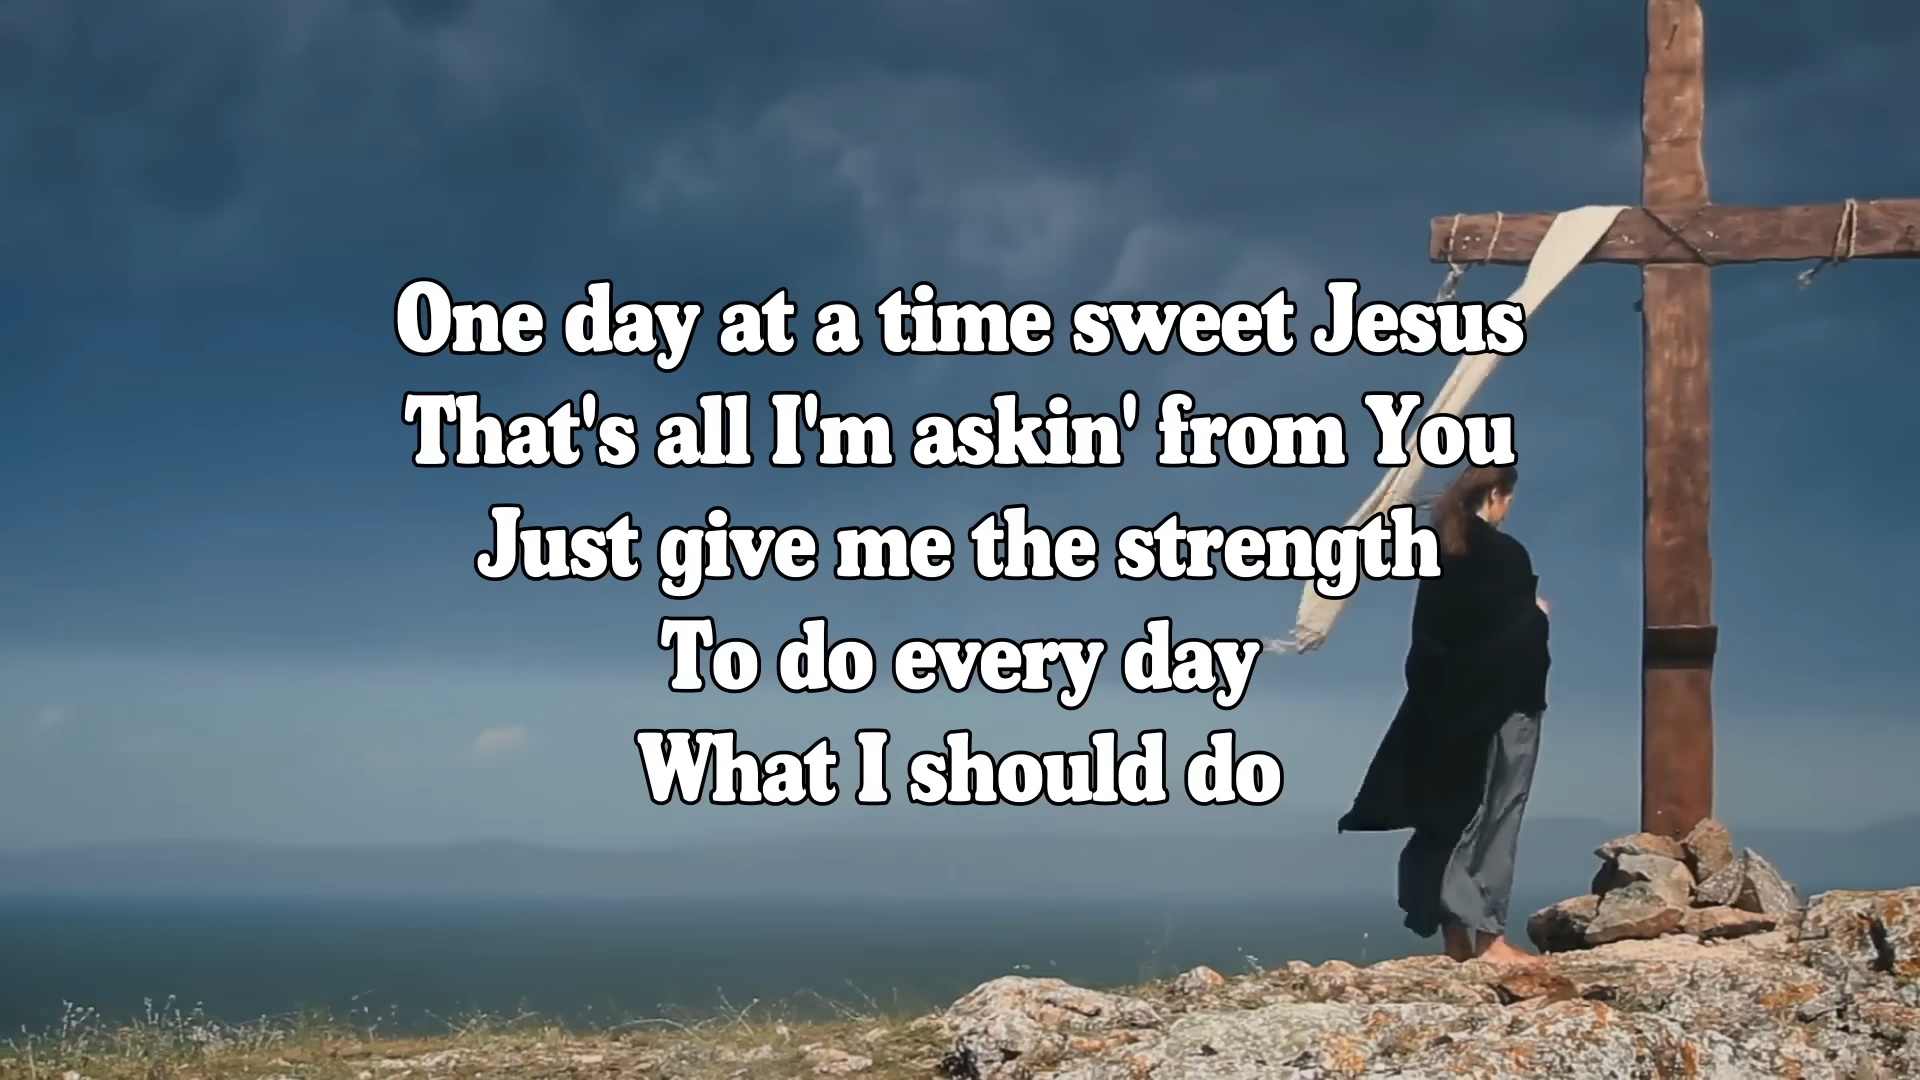 One day at a time sweet Jesus
That's all I'm askin' from You
Just give me the strength
To do every day
What I should do